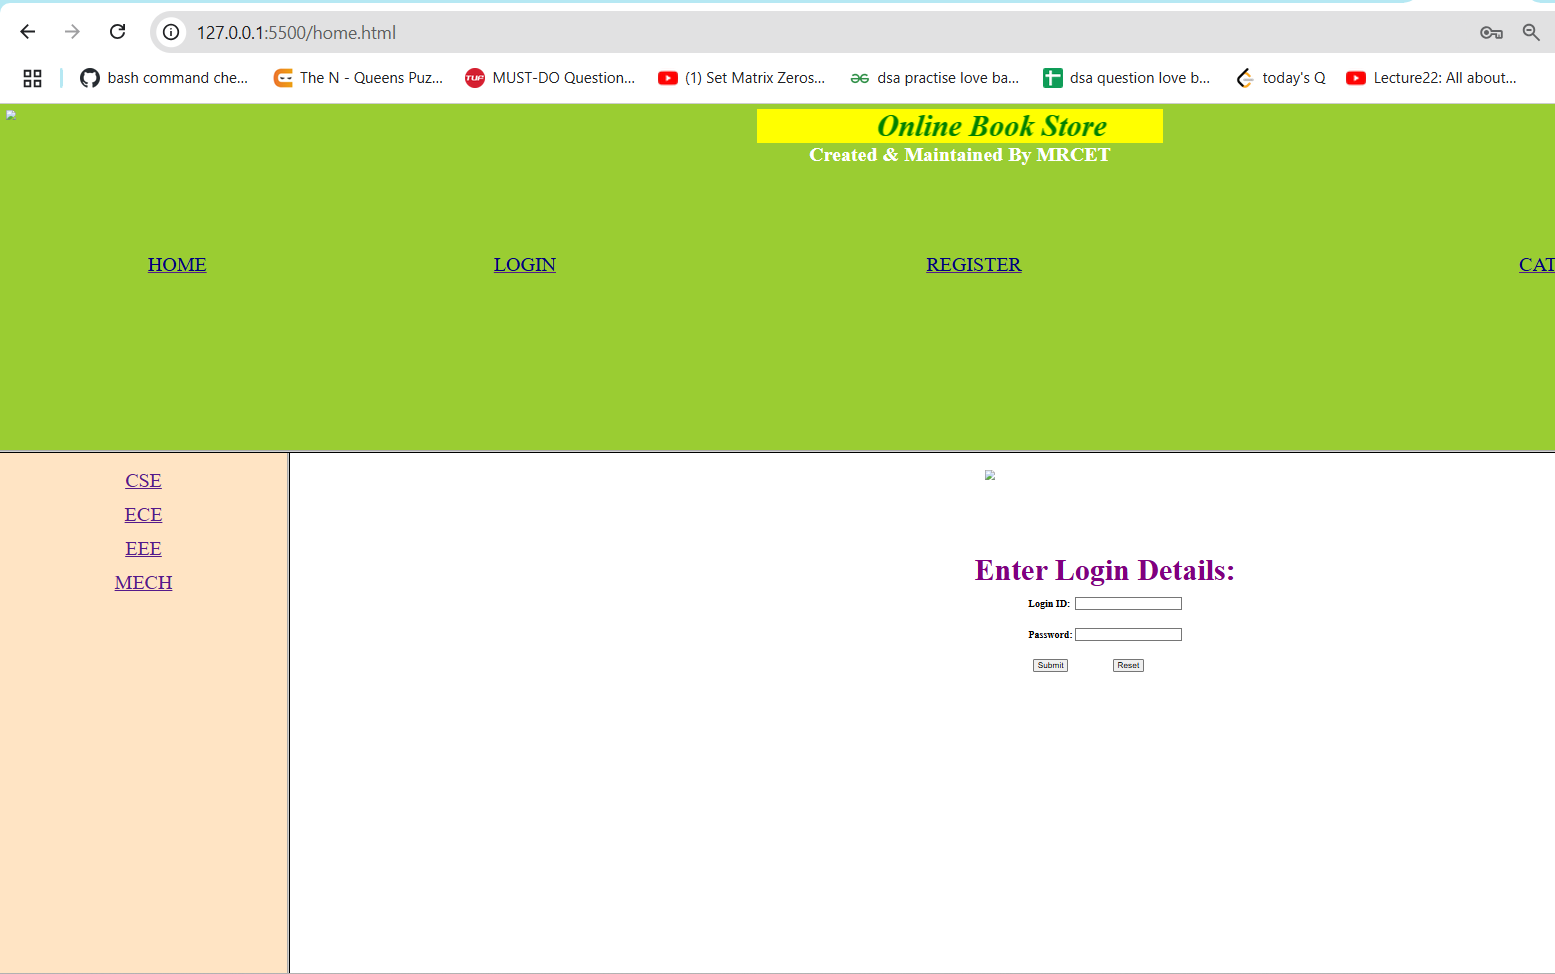 127.0.0.1:5500/home.html
bash command che... The N - Queens Puz... TUF MUST-DO Question... (1) Set Matrix Zeros... dsa practise love ba... dsa question love b... today's Q Lecture22: All about...
Online Book Store
Created & Maintained By MRCET
HOME LOGIN REGISTER CAT
CSE
ECE
EEE
MECH
Enter Login Details:
Login ID:
Password:
Submit Reset